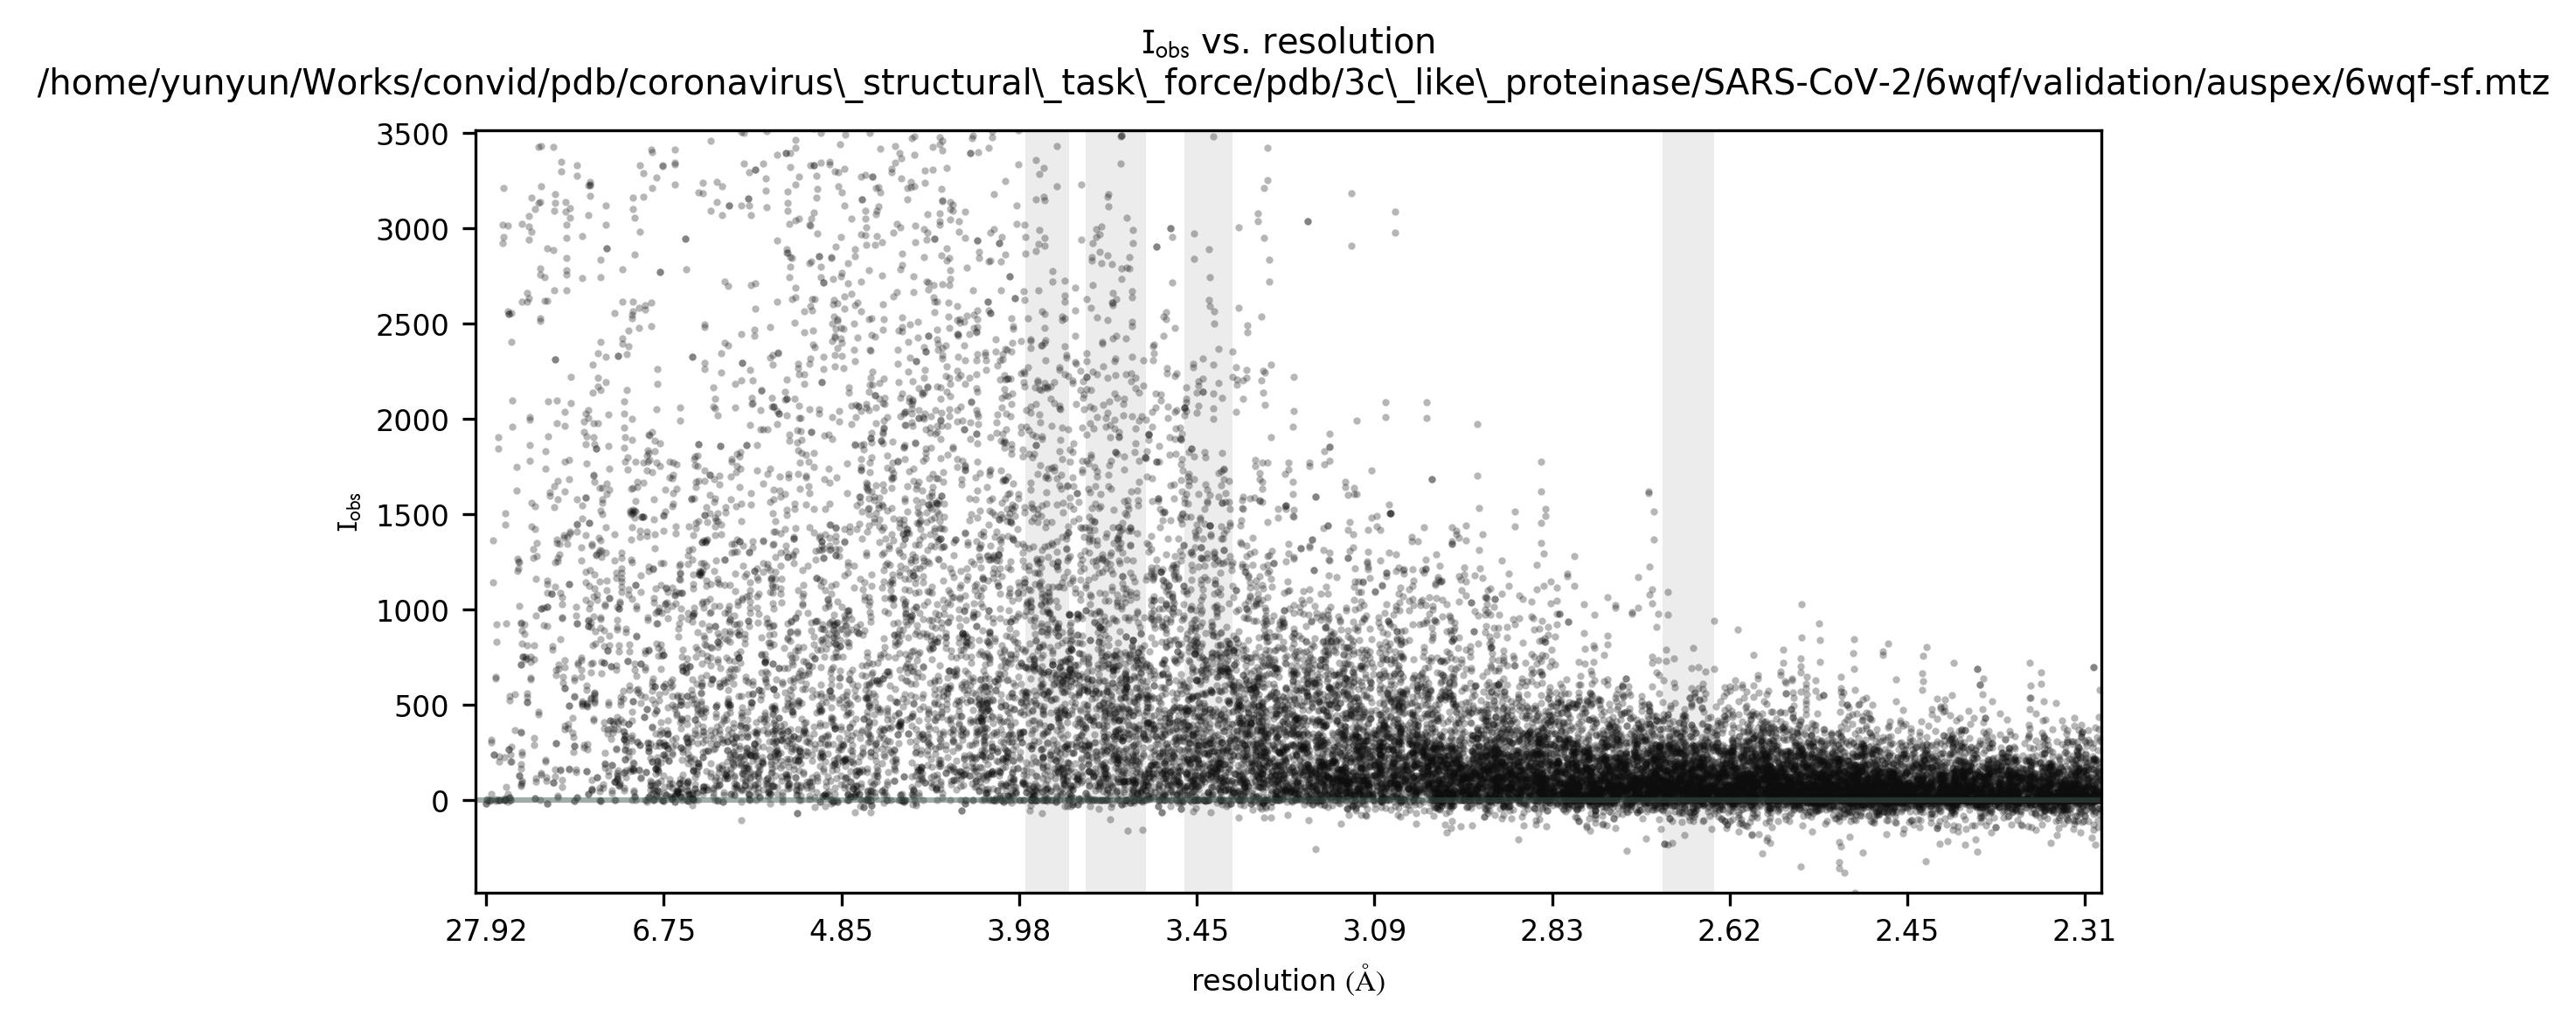 I_obs vs. resolution
/home/yunyun/Works/convid/pdb/coronavirus\_structural\_task\_force/pdb/3c\_like\_proteinase/SARS-CoV-2/6wqf/validation/auspex/6wqf-sf.mtz
3500
3000
2500
2000
1500
1000
500
0
I_obs
27.92 6.75 4.85 3.98 3.45 3.09 2.83 2.62 2.45 2.31
resolution (Å)